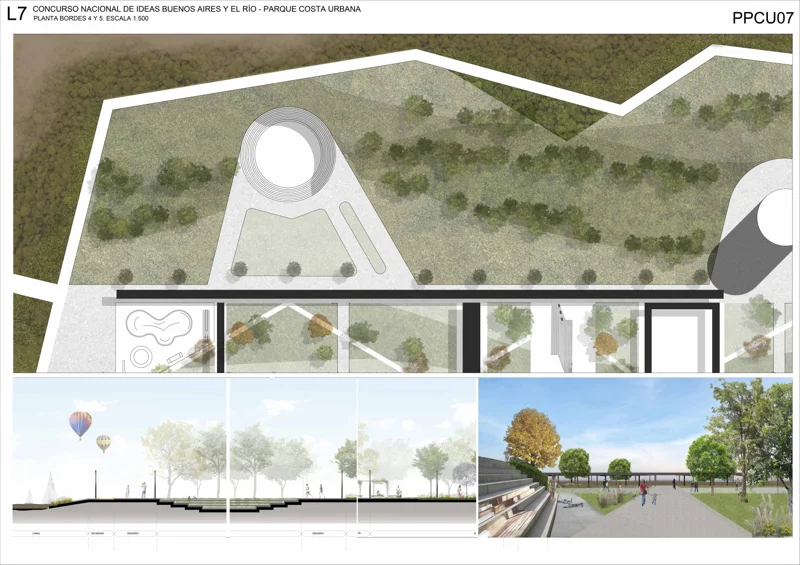 L7 CONCURSO NACIONAL DE IDEAS BUENOS AIRES Y EL RÍO - PARQUE COSTA URBANA
PLANTA BORDES 4 Y 5. ESCALA 1:500
PPCU07